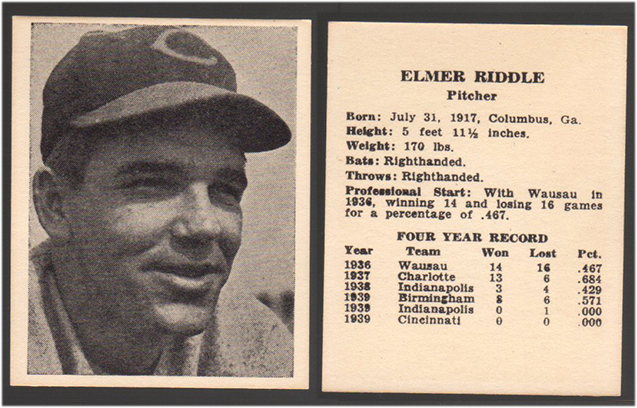 C
ELMER RIDDLE
Pitcher
Born: July 31, 1917, Columbus, Ga.
Height: 5 feet 11½ inches.
Weight: 170 lbs.
Bats: Righthanded.
Throws: Righthanded.
Professional Start: With Wausau in
1936, winning 14 and losing 16 games
for a percentage of .467.
FOUR YEAR RECORD
Year Team Won Lost Pct.
1936 Wausau 14 16 .467
1937 Charlotte 13 6 .684
1938 Indianapolis 3 4 .429
1939 Birmingham 8 6 .571
1939 Indianapolis 0 1 .000
1939 Cincinnati 0 0 .000